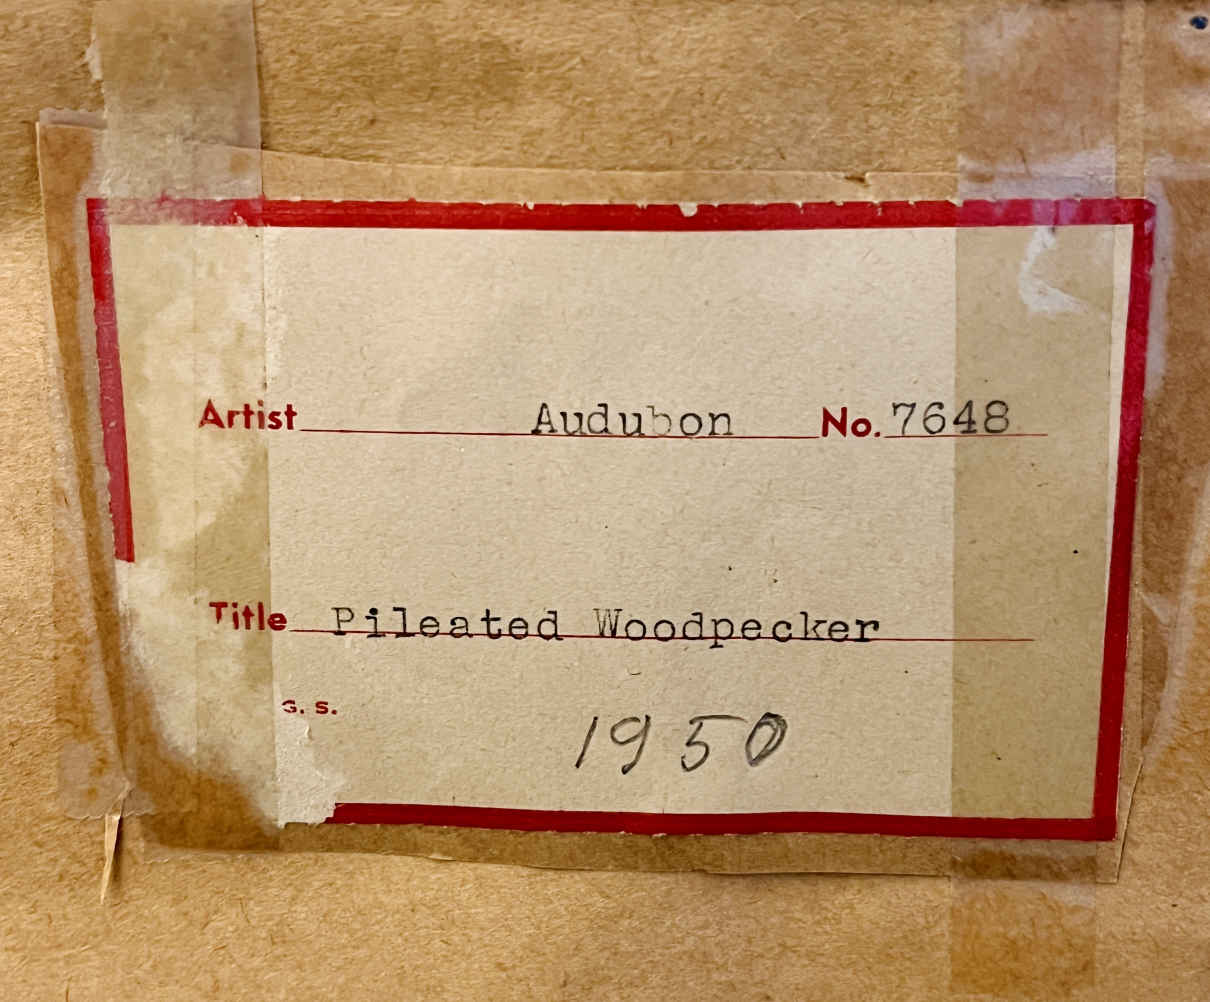 Artist Audubon No. 7648
Title Pileated Woodpecker
G. S.
1950